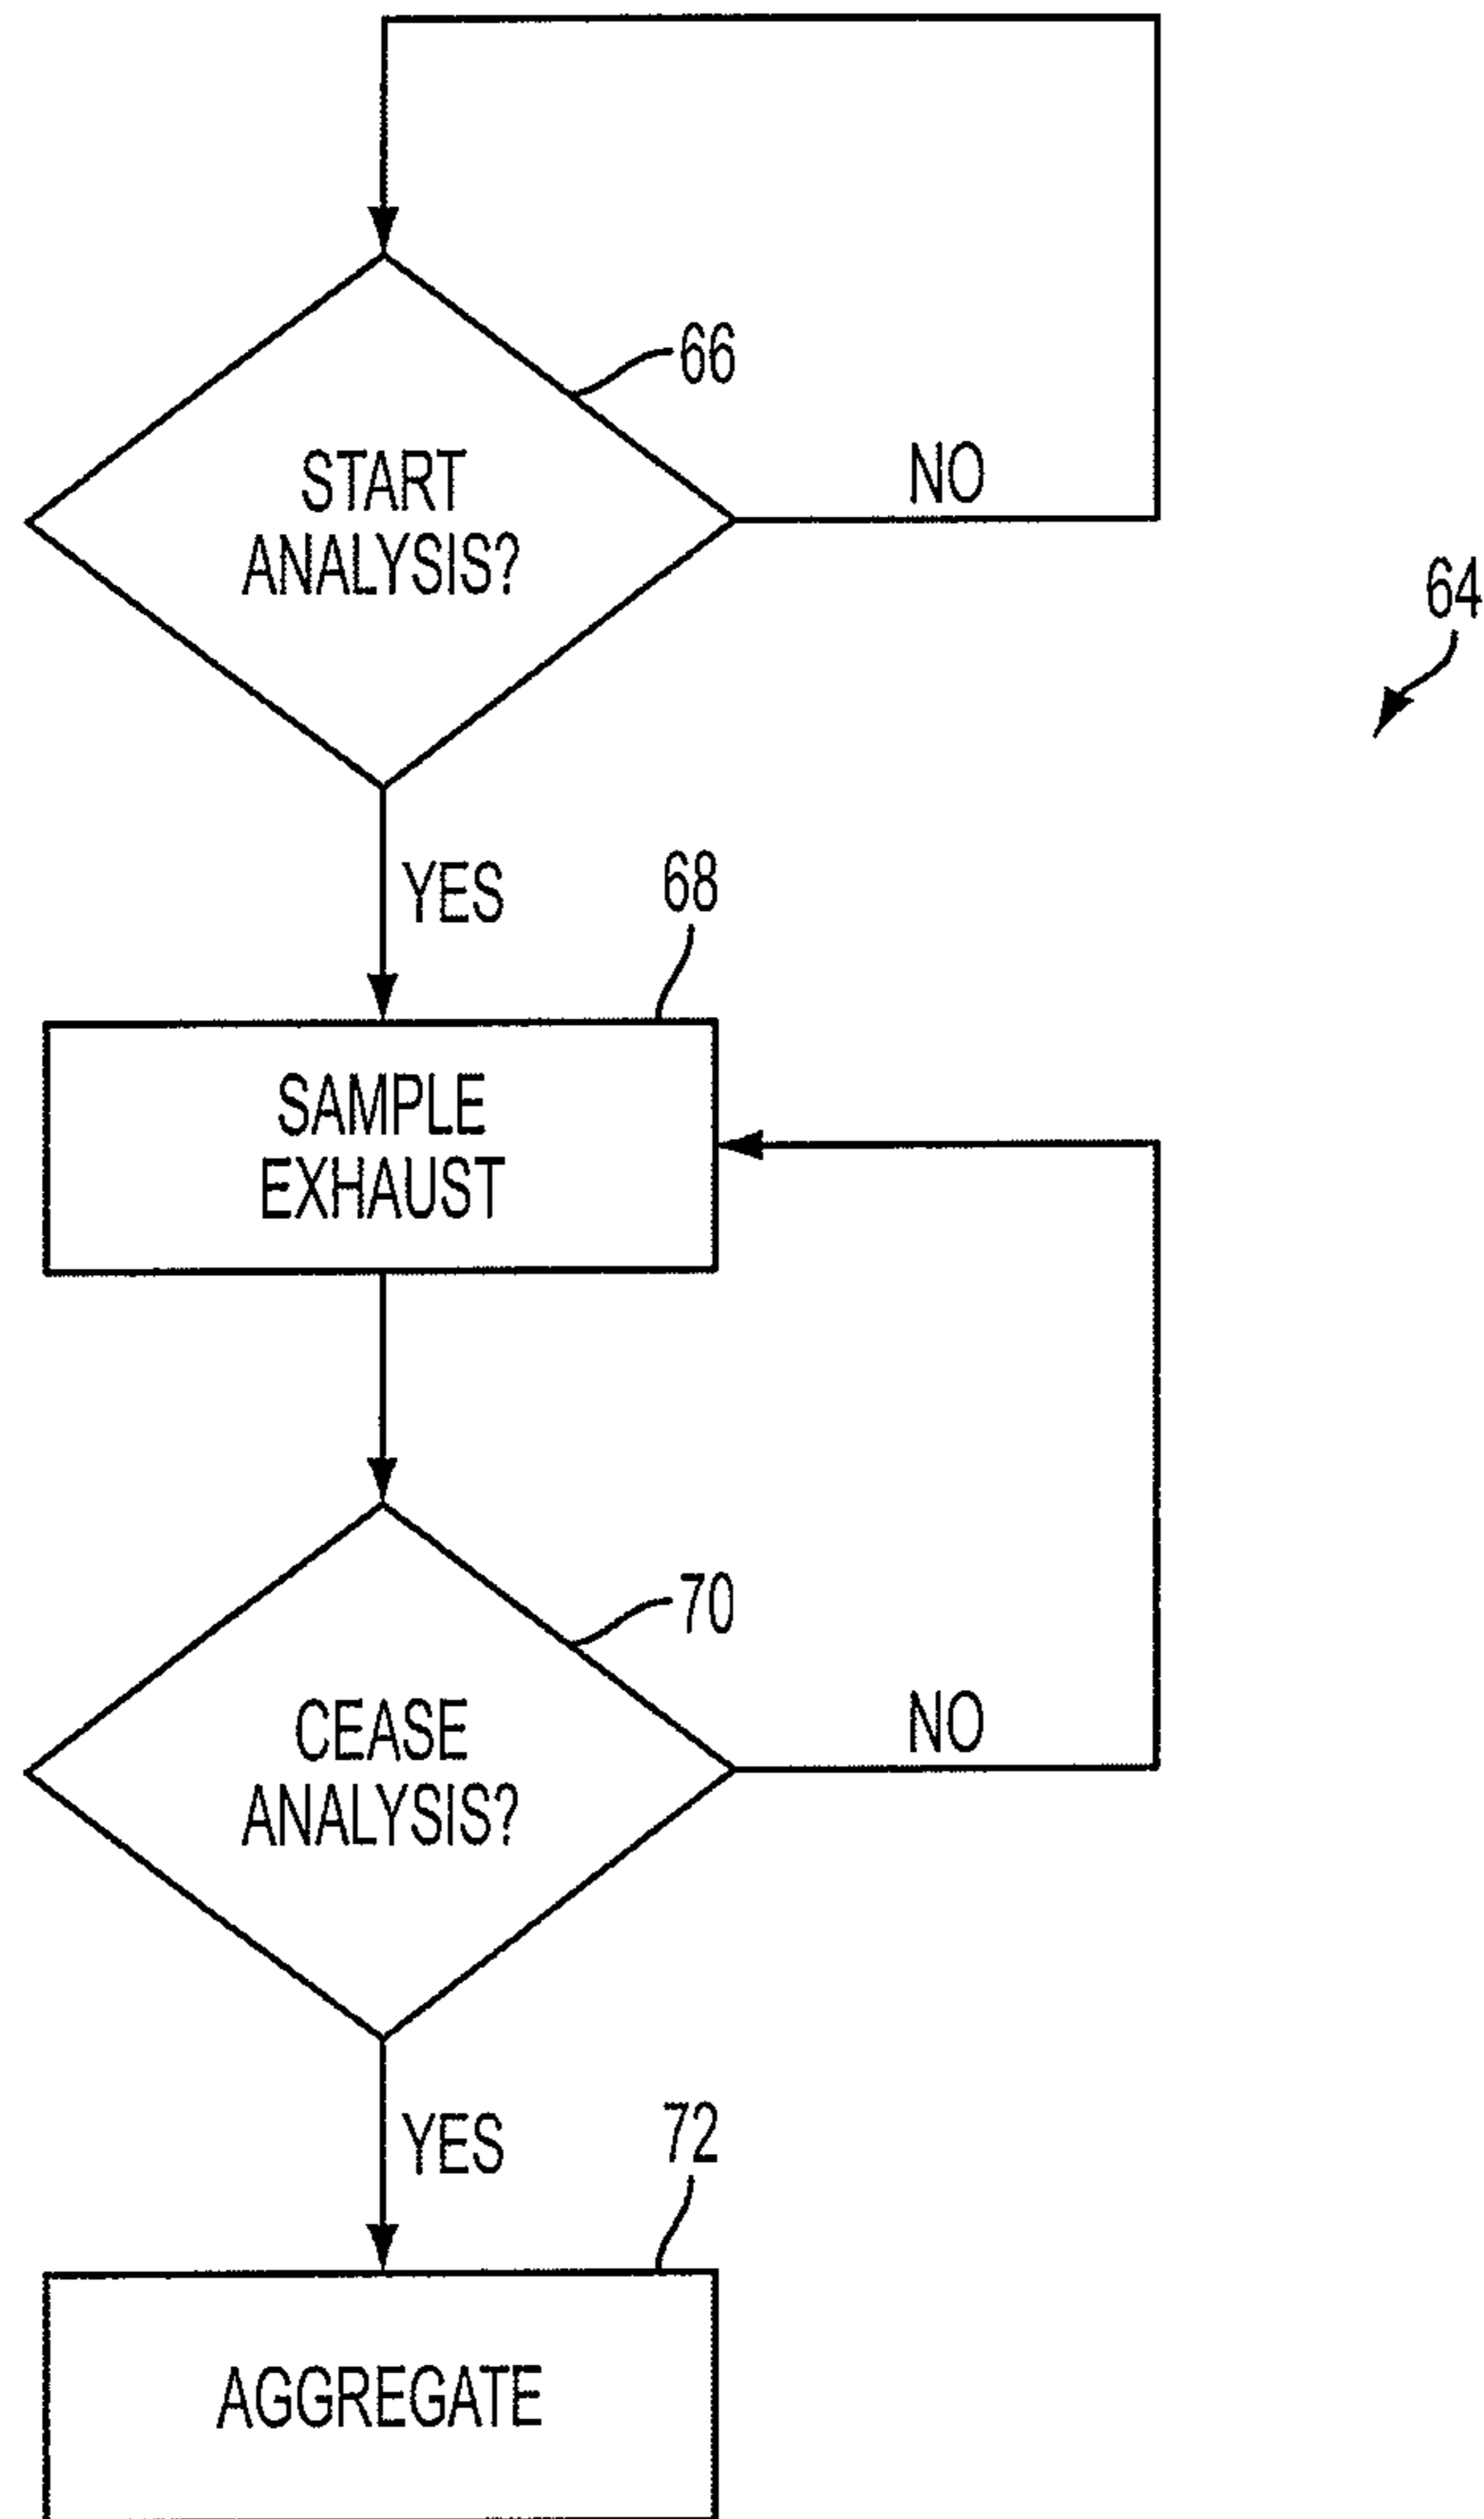 66
START
ANALYSIS?
NO
64
YES
68
SAMPLE
EXHAUST
70
CEASE
ANALYSIS?
NO
YES
72
AGGREGATE